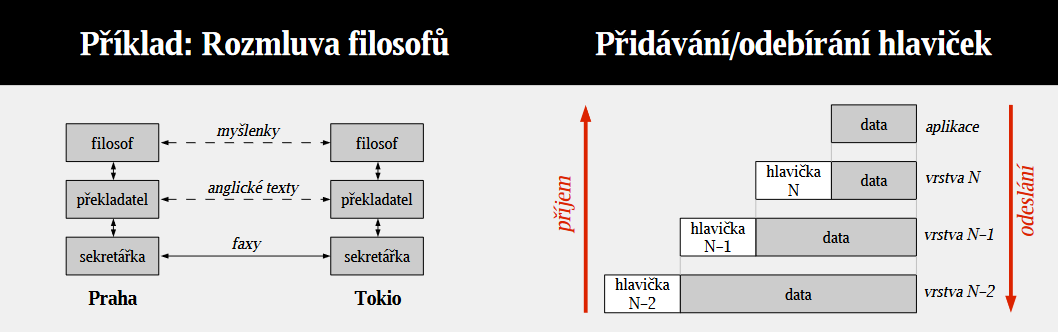 Příklad: Rozmluva filosofů
filosof
myšlenky
filosof
překladatel
anglické texty
překladatel
sekretářka
faxy
sekretářka
Praha
Tokio
Přidávání/odebírání hlaviček
příjem
data
aplikace
hlavička
N
data
vrstva N
hlavička
N–1
data
vrstva N–1
hlavička
N–2
data
vrstva N–2
odeslání